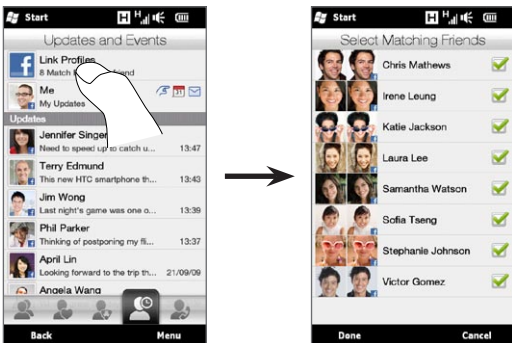 Start
H H
Updates and Events
Link Profiles
8 Match friend
Me
My Updates
31
Updates
Jennifer Singer
Need to speed up to catch u... 13:47
Terry Edmund
This new HTC smartphone th... 13:43
Jim Wong
Last night's game was one o... 13:39
Phil Parker
Thinking of postponing my fl... 13:37
April Lin
Looking forward to the trip th... 21/09/09
Angela Wang
Back Menu
Start
H H
Select Matching Friends
Chris Mathews
Irene Leung
Katie Jackson
Laura Lee
Samantha Watson
Sofia Tseng
Stephanie Johnson
Victor Gomez
Done Cancel